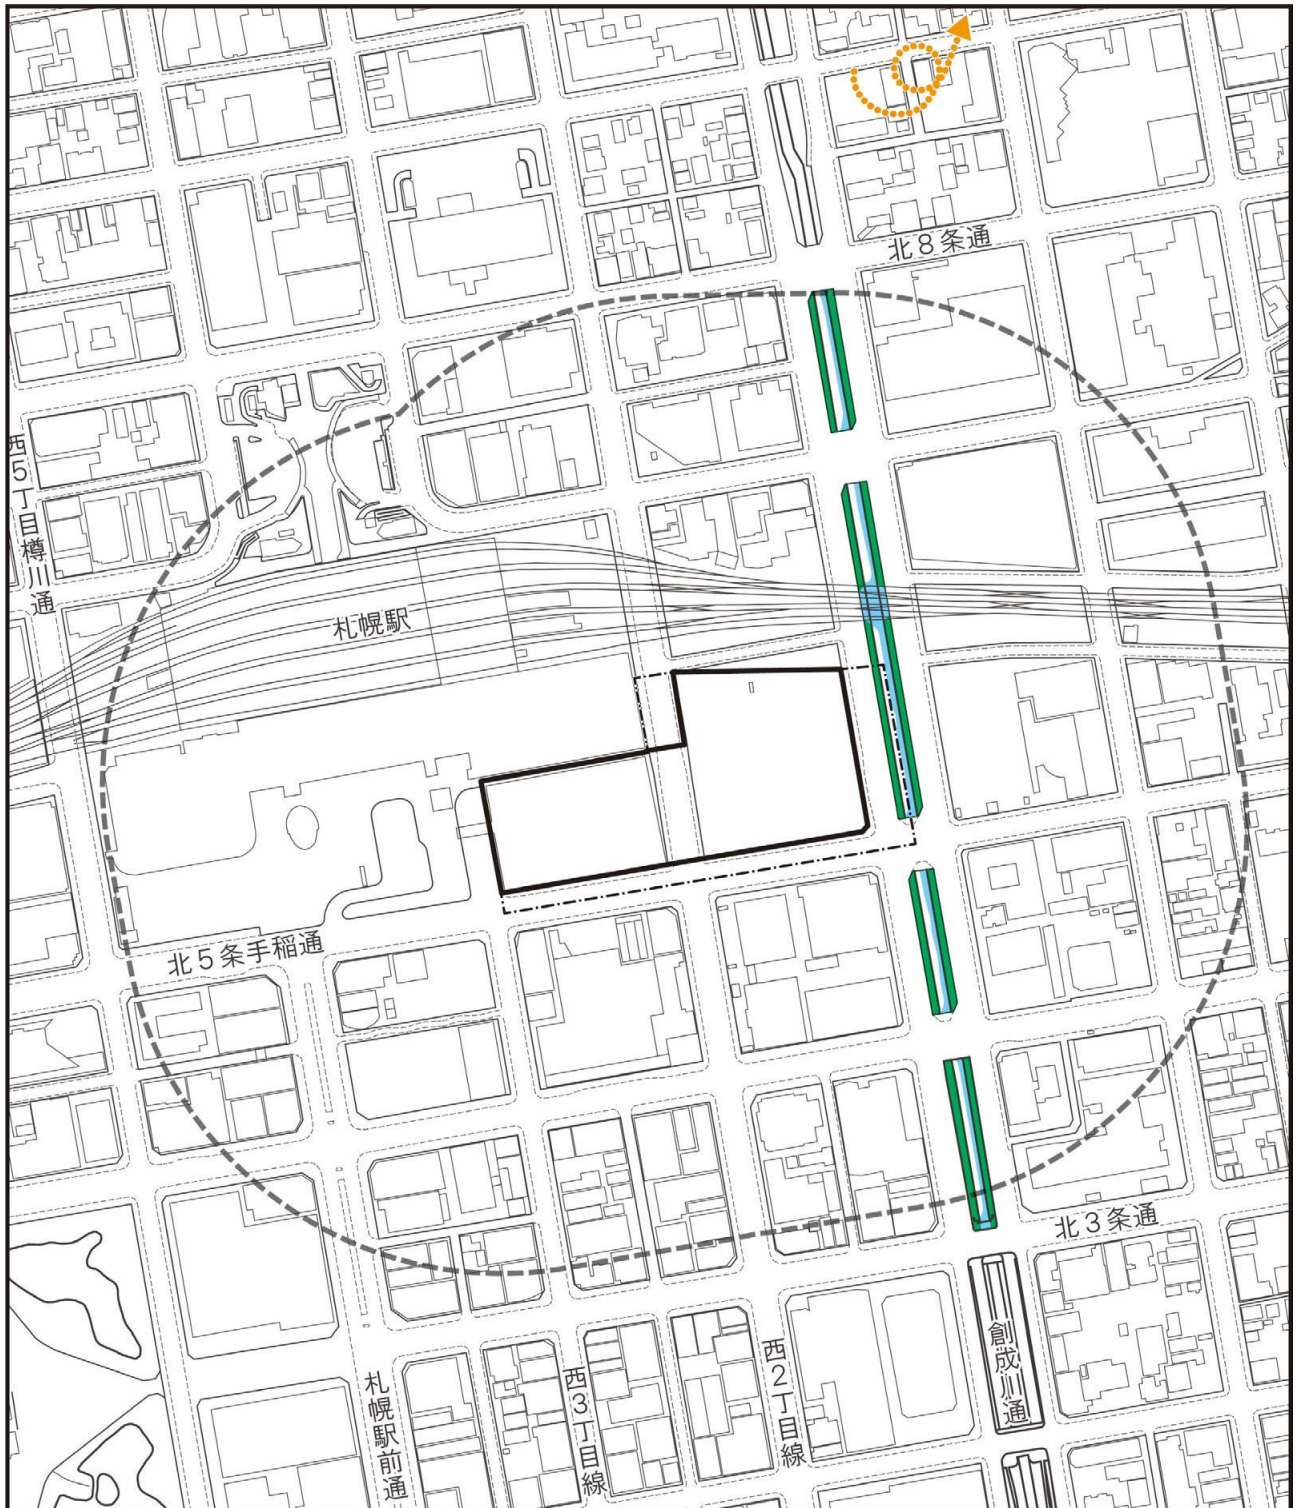 北8条通
西5丁目樽川通
札幌駅
北5条手稲通
北3条通
創成川通
西2丁目線
西3丁目線
札幌駅前通